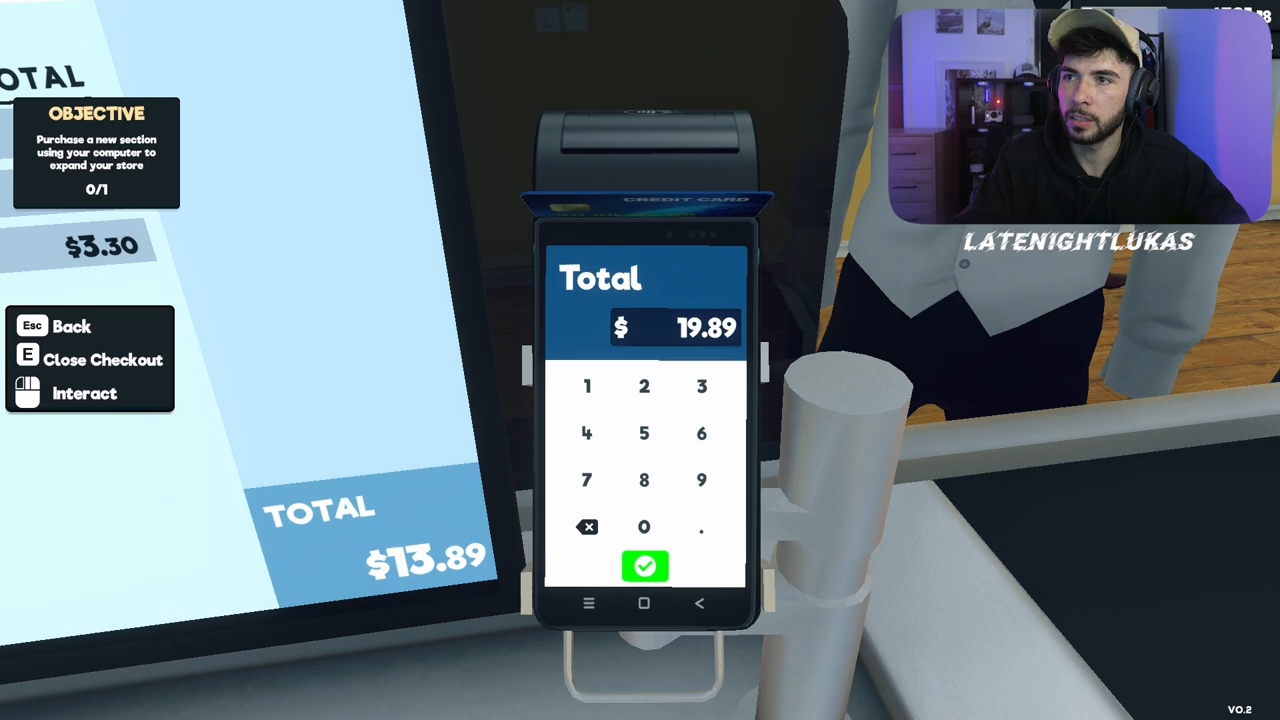 OTAL
OBJECTIVE
Purchase a new section
using your computer to
expand your store
0/1
$3.30
Esc Back
E Close Checkout
Interact
TOTAL
$13.89
CREDIT CARD
Total
$ 19.89
1 2 3
4 5 6
7 8 9
0 .
LATENIGHTLUKAS
V0.2